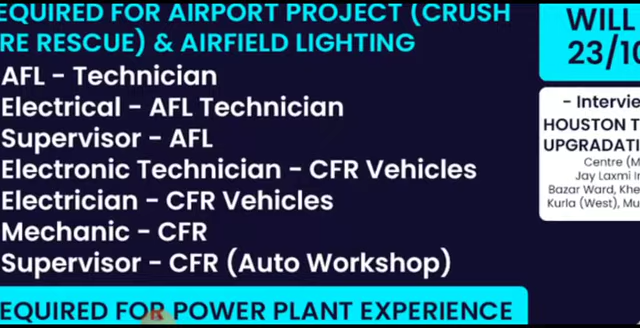 EQUIRED FOR AIRPORT PROJECT (CRUSH
RE RESCUE) & AIRFIELD LIGHTING
AFL - Technician
Electrical - AFL Technician
Supervisor - AFL
Electronic Technician - CFR Vehicles
Electrician - CFR Vehicles
Mechanic - CFR
Supervisor - CFR (Auto Workshop)
EQUIRED FOR POWER PLANT EXPERIENCE
WILL
23/10
- Intervie
HOUSTON T
UPGRADATI
Centre (M
Jay Laxmi In
Bazar Ward, Khe
Kurla (West), Mu